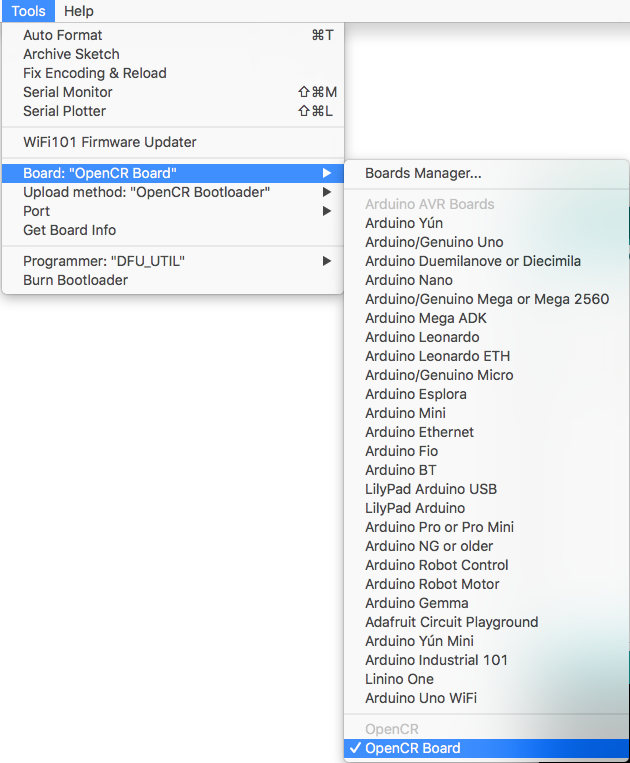 Tools Help
Auto Format ⌘T
Archive Sketch
Fix Encoding & Reload
Serial Monitor ⇧⌘M
Serial Plotter ⇧⌘L
WiFi101 Firmware Updater
Board: "OpenCR Board"
Upload method: "OpenCR Bootloader"
Port
Get Board Info
Programmer: "DFU_UTIL"
Burn Bootloader
Boards Manager...
Arduino AVR Boards
Arduino Yún
Arduino/Genuino Uno
Arduino Duemilanove or Diecimila
Arduino Nano
Arduino/Genuino Mega or Mega 2560
Arduino Mega ADK
Arduino Leonardo
Arduino Leonardo ETH
Arduino/Genuino Micro
Arduino Esplora
Arduino Mini
Arduino Ethernet
Arduino Fio
Arduino BT
LilyPad Arduino USB
LilyPad Arduino
Arduino Pro or Pro Mini
Arduino NG or older
Arduino Robot Control
Arduino Robot Motor
Arduino Gemma
Adafruit Circuit Playground
Arduino Yún Mini
Arduino Industrial 101
Linino One
Arduino Uno WiFi
OpenCR
✓ OpenCR Board